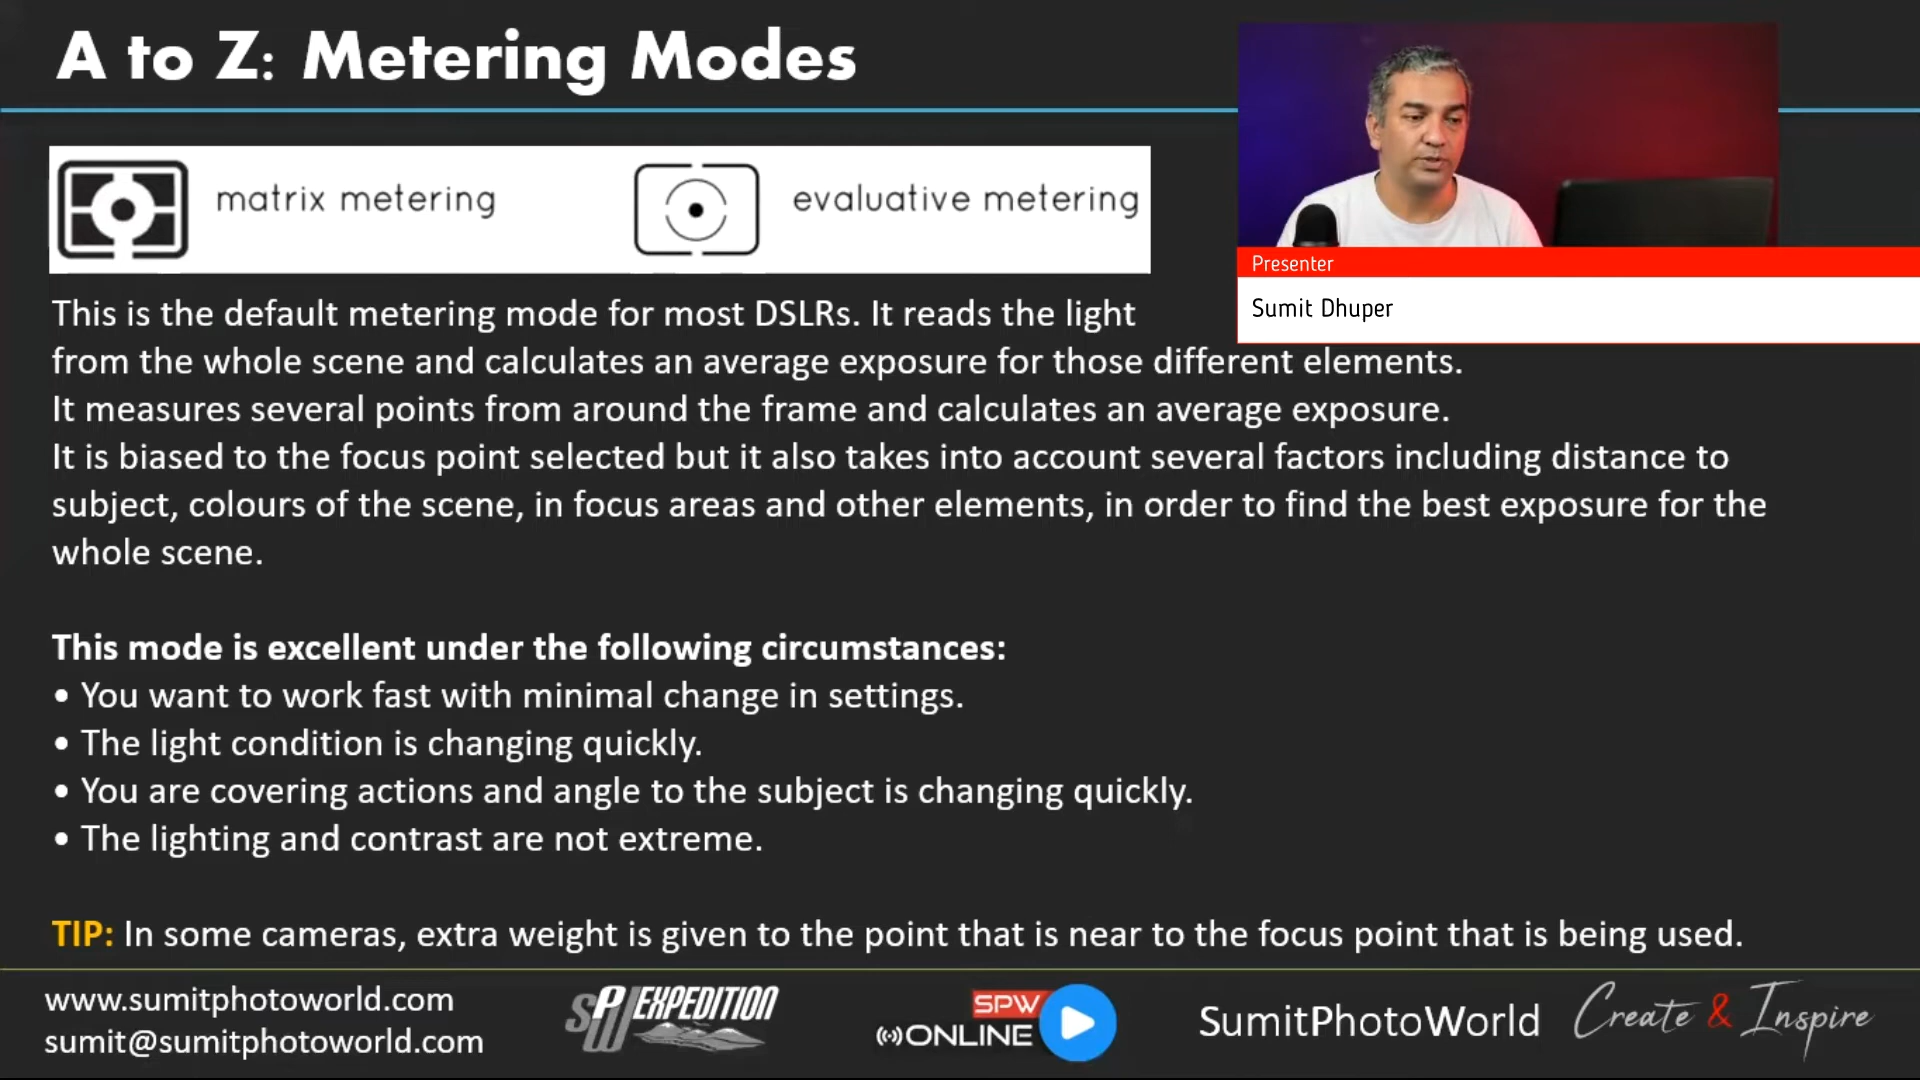 A to Z: Metering Modes
matrix metering
evaluative metering
Presenter
Sumit Dhuper
This is the default metering mode for most DSLRs. It reads the light
from the whole scene and calculates an average exposure for those different elements.
It measures several points from around the frame and calculates an average exposure.
It is biased to the focus point selected but it also takes into account several factors including distance to
subject, colours of the scene, in focus areas and other elements, in order to find the best exposure for the
whole scene.
This mode is excellent under the following circumstances:
• You want to work fast with minimal change in settings.
• The light condition is changing quickly.
• You are covering actions and angle to the subject is changing quickly.
• The lighting and contrast are not extreme.
TIP: In some cameras, extra weight is given to the point that is near to the focus point that is being used.
www.sumitphotoworld.com
sumit@sumitphotoworld.com
SPW EXPEDITION
SPW
ONLINE
SumitPhotoWorld
Create & Inspire